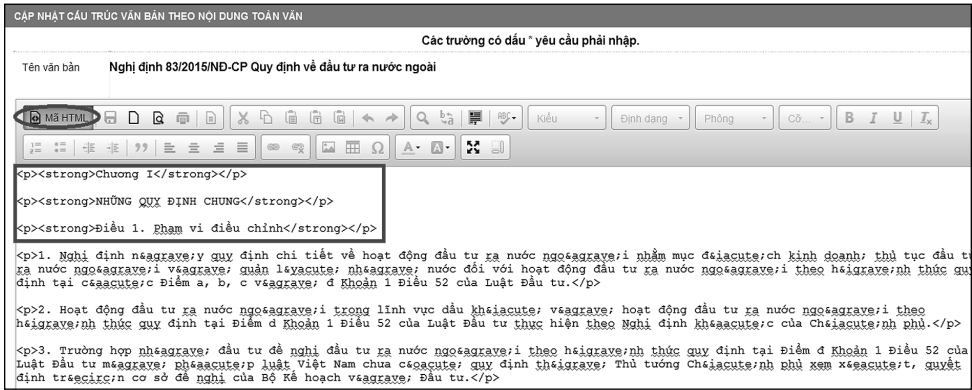 CẬP NHẬT CẤU TRÚC VĂN BẢN THEO NỘI DUNG TOÀN VĂN
Các trường có dấu * yêu cầu phải nhập.
Tên văn bản Nghị định 83/2015/NĐ-CP Quy định về đầu tư ra nước ngoài
Mã HTML Kiểu Định dạng Phông Cỡ... B I U Tx
<p><strong>Chương I</strong></p>
<p><strong>NHỮNG QUY ĐỊNH CHUNG</strong></p>
<p><strong>Điều 1. Phạm vi điều chỉnh</strong></p>
<p>1. Nghị định n&agrave;y quy định chi tiết về hoạt động đầu tư ra nước ngo&agrave;i nhằm mục đ&iacute;ch kinh doanh; thủ tục đầu tư
ra nước ngo&agrave;i v&agrave; quản l&yacute; nh&agrave; nước đối với hoạt động đầu tư ra nước ngo&agrave;i theo h&igrave;nh thức quy
định tại c&aacute;c Điểm a, b, c v&agrave; đ Khoản 1 Điều 52 của Luật Đầu tư.</p>
<p>2. Hoạt động đầu tư ra nước ngo&agrave;i trong lĩnh vực dầu kh&iacute; v&agrave; hoạt động đầu tư ra nước ngo&agrave;i theo
h&igrave;nh thức quy định tại Điểm d Khoản 1 Điều 52 của Luật Đầu tư thực hiện theo Nghị định kh&aacute;c của Ch&iacute;nh phủ.</p>
<p>3. Trường hợp nh&agrave; đầu tư đề nghị đầu tư ra nước ngo&agrave;i theo h&igrave;nh thức quy định tại Điểm đ Khoản 1 Điều 52 của
Luật Đầu tư m&agrave; ph&aacute;p luật Việt Nam chưa c&oacute; quy định th&igrave; Thủ tướng Ch&iacute;nh phủ xem x&eacute;t, quyết
định tr&ecirc;n cơ sở đề nghị của Bộ Kế hoạch v&agrave; Đầu tư.</p>